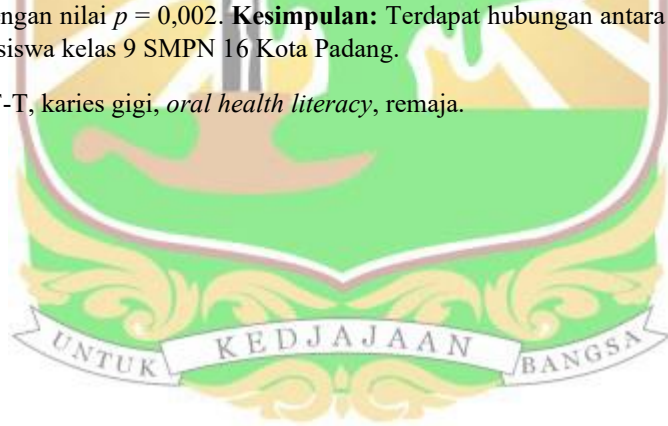 ngan nilai p = 0,002. Kesimpulan: Terdapat hubungan antara
siswa kelas 9 SMPN 16 Kota Padang.
-T, karies gigi, oral health literacy, remaja.
UNTUK KEDJAJAAN BANGSA